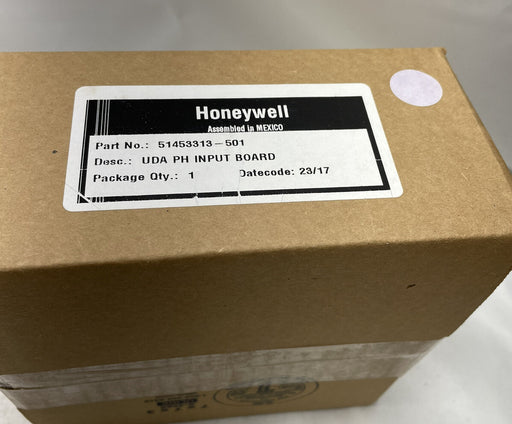 Honeywell
Assembled in MEXICO
Part No.: 51453313-501
Desc.: UDA PH INPUT BOARD
Package Qty.: 1 Datecode: 23/17